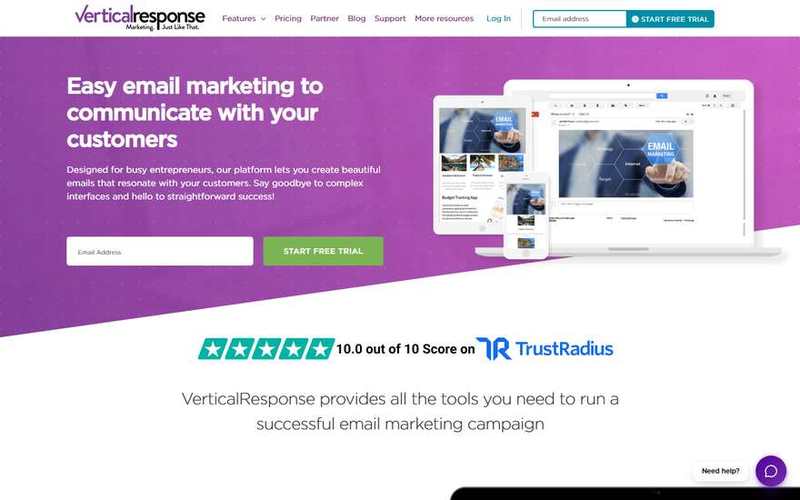 verticalresponse
Marketing. Just Like That.
Features Pricing Partner Blog Support More resources Log In
Email address
START FREE TRIAL
Easy email marketing to
communicate with your
customers
Designed for busy entrepreneurs, our platform lets you create beautiful
emails that resonate with your customers. Say goodbye to complex
interfaces and hello to straightforward success!
Email Address
START FREE TRIAL
EMAIL
MARKETING
Budget Tracking App
EMAIL
MARKETING
Target
10.0 out of 10 Score on TrustRadius
VerticalResponse provides all the tools you need to run a
successful email marketing campaign
Need help?